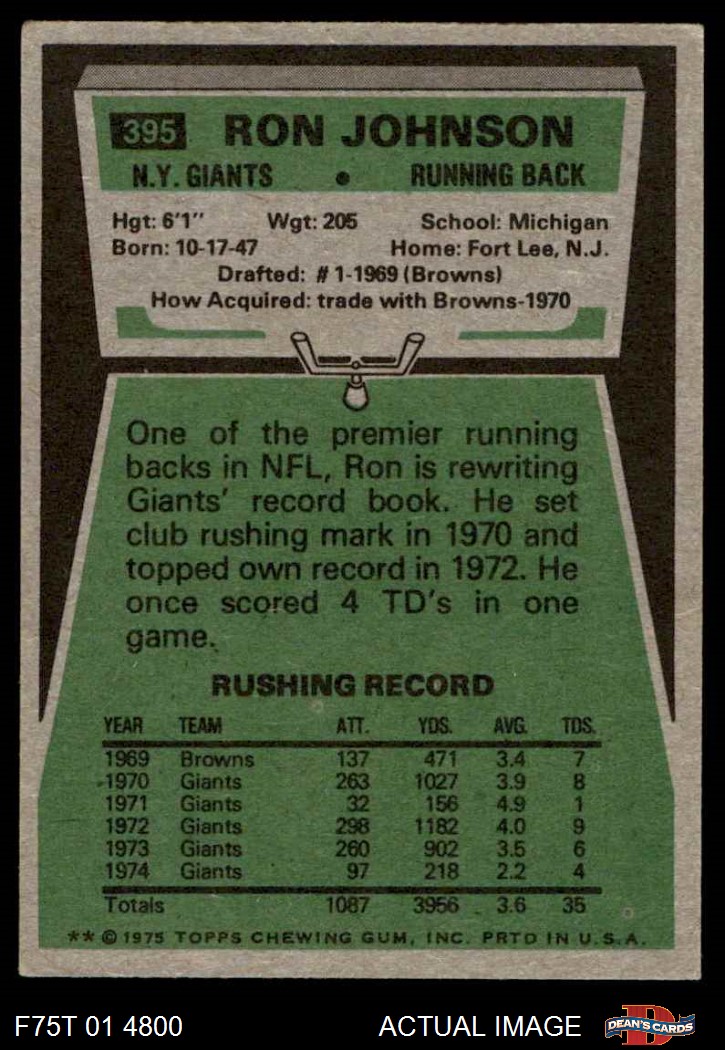 395 RON JOHNSON
N.Y. GIANTS • RUNNING BACK
Hgt: 6'1" Wgt: 205 School: Michigan
Born: 10-17-47 Home: Fort Lee, N.J.
Drafted: #1-1969 (Browns)
How Acquired: trade with Browns-1970
One of the premier running
backs in NFL, Ron is rewriting
Giants' record book. He set
club rushing mark in 1970 and
topped own record in 1972. He
once scored 4 TD's in one
game.
RUSHING RECORD
YEAR TEAM ATT. YDS. AVG. TDS.
1969 Browns 137 471 3.4 7
1970 Giants 263 1027 3.9 8
1971 Giants 32 156 4.9 1
1972 Giants 298 1182 4.0 9
1973 Giants 260 902 3.5 6
1974 Giants 97 218 2.2 4
Totals 1087 3956 3.6 35
** © 1975 TOPPS CHEWING GUM, INC. PRTD IN U.S.A.
F75T 01 4800 ACTUAL IMAGE D DEAN'S CARDS